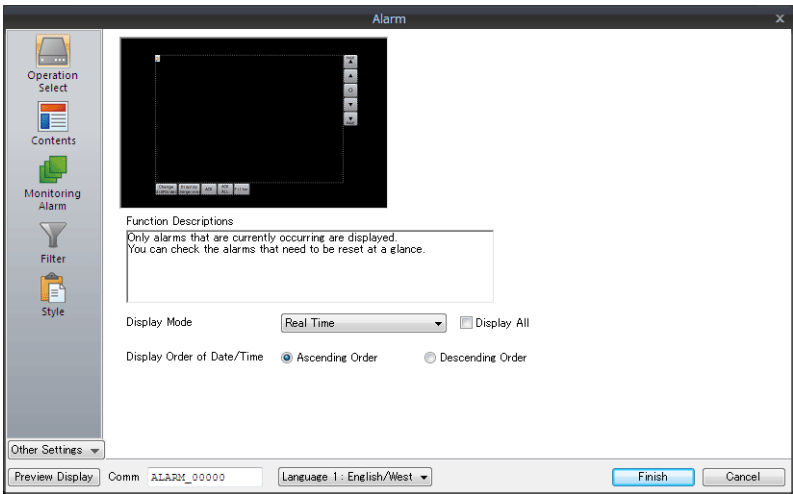 Alarm
x
Operation
Select
Contents
Monitoring
Alarm
Filter
Style
Other Settings
ACK
ACK
ALL
Function Descriptions
Only alarms that are currently occurring are displayed.
You can check the alarms that need to be reset at a glance.
Display Mode
Real Time
Display All
Display Order of Date/Time
Ascending Order
Descending Order
Preview Display
Comm
ALARM_00000
Language 1 : English/West
Finish
Cancel